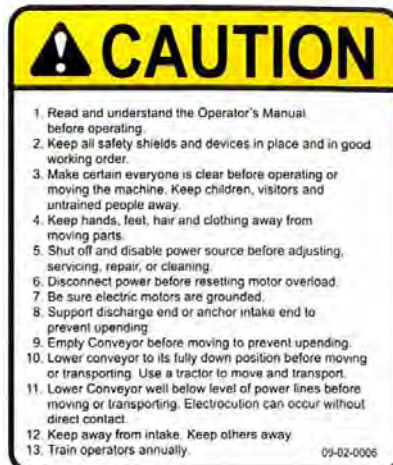 CAUTION
1. Read and understand the Operator's Manual
before operating.
2. Keep all safety shields and devices in place and in good
working order.
3. Make certain everyone is clear before operating or
moving the machine. Keep children, visitors and
untrained people away.
4. Keep hands, feet, hair and clothing away from
moving parts.
5. Shut off and disable power source before adjusting,
servicing, repair, or cleaning.
6. Disconnect power before resetting motor overload.
7. Be sure electric motors are grounded.
8. Support discharge end or anchor intake end to
prevent upending.
9. Empty Conveyor before moving to prevent upending.
10. Lower conveyor to its fully down position before moving
or transporting. Use a tractor to move and transport.
11. Lower Conveyor well below level of power lines before
moving or transporting. Electrocution can occur without
direct contact.
12. Keep away from intake. Keep others away.
13. Train operators annually. 09-02-0006